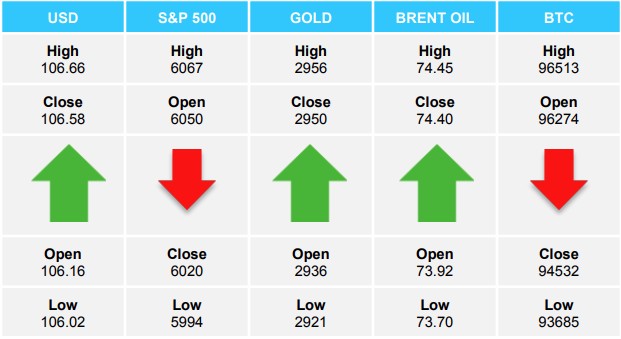 USD S&P 500 GOLD BRENT OIL BTC
High High High High High
106.66 6067 2956 74.45 96513
Close Open Close Close Open
106.58 6050 2950 74.40 96274
Open Close Open Open Close
106.16 6020 2936 73.92 94532
Low Low Low Low Low
106.02 5994 2921 73.70 93685